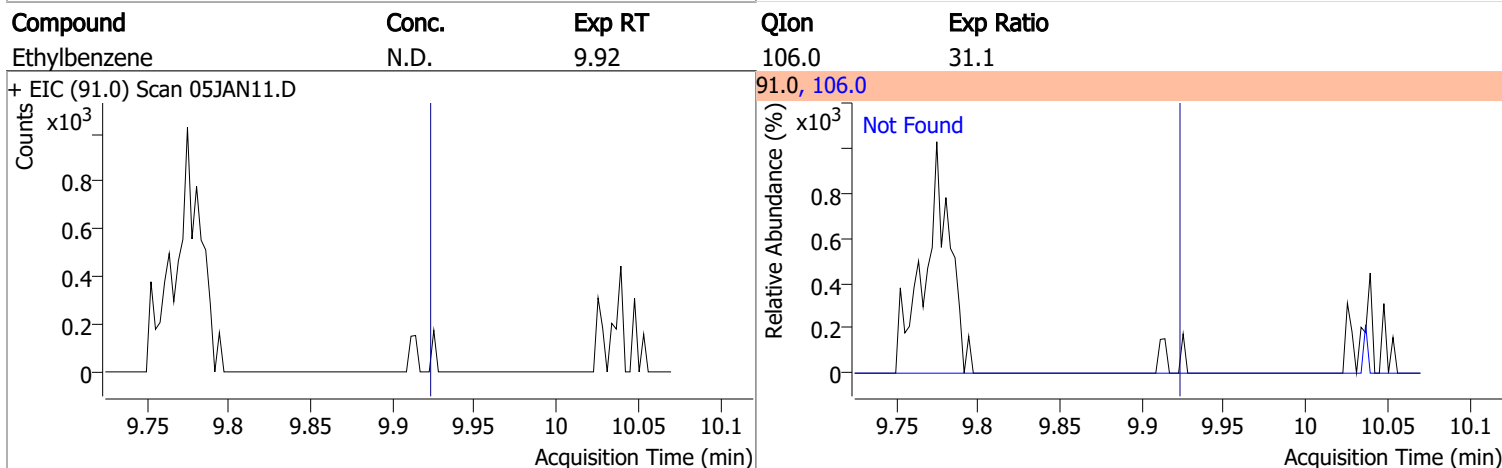 Compound Conc. Exp RT QIon Exp Ratio
Ethylbenzene N.D. 9.92 106.0 31.1
+ EIC (91.0) Scan 05JAN11.D
Counts
x10³
0.8
0.6
0.4
0.2
0
9.75 9.8 9.85 9.9 9.95 10 10.05 10.1
Acquisition Time (min)
91.0, 106.0
Relative Abundance (%)
x10³
Not Found
0.8
0.6
0.4
0.2
0
9.75 9.8 9.85 9.9 9.95 10 10.05 10.1
Acquisition Time (min)